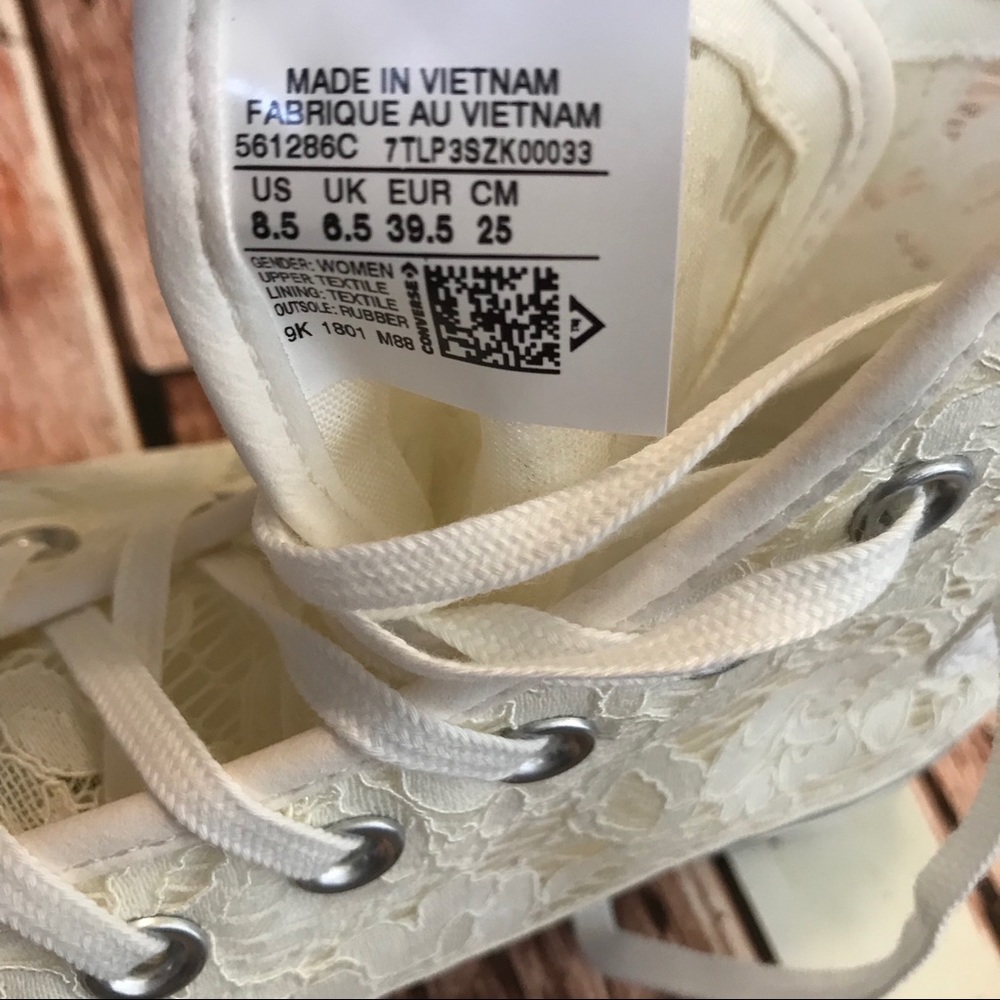 MADE IN VIETNAM
FABRIQUE AU VIETNAM
561286C 7TLP3SZK00033
US UK EUR CM
8.5 6.5 39.5 25
GENDER: WOMEN
UPPER: TEXTILE
LINING: TEXTILE
OUTSOLE: RUBBER
9K 1801 M88
CONVERSE